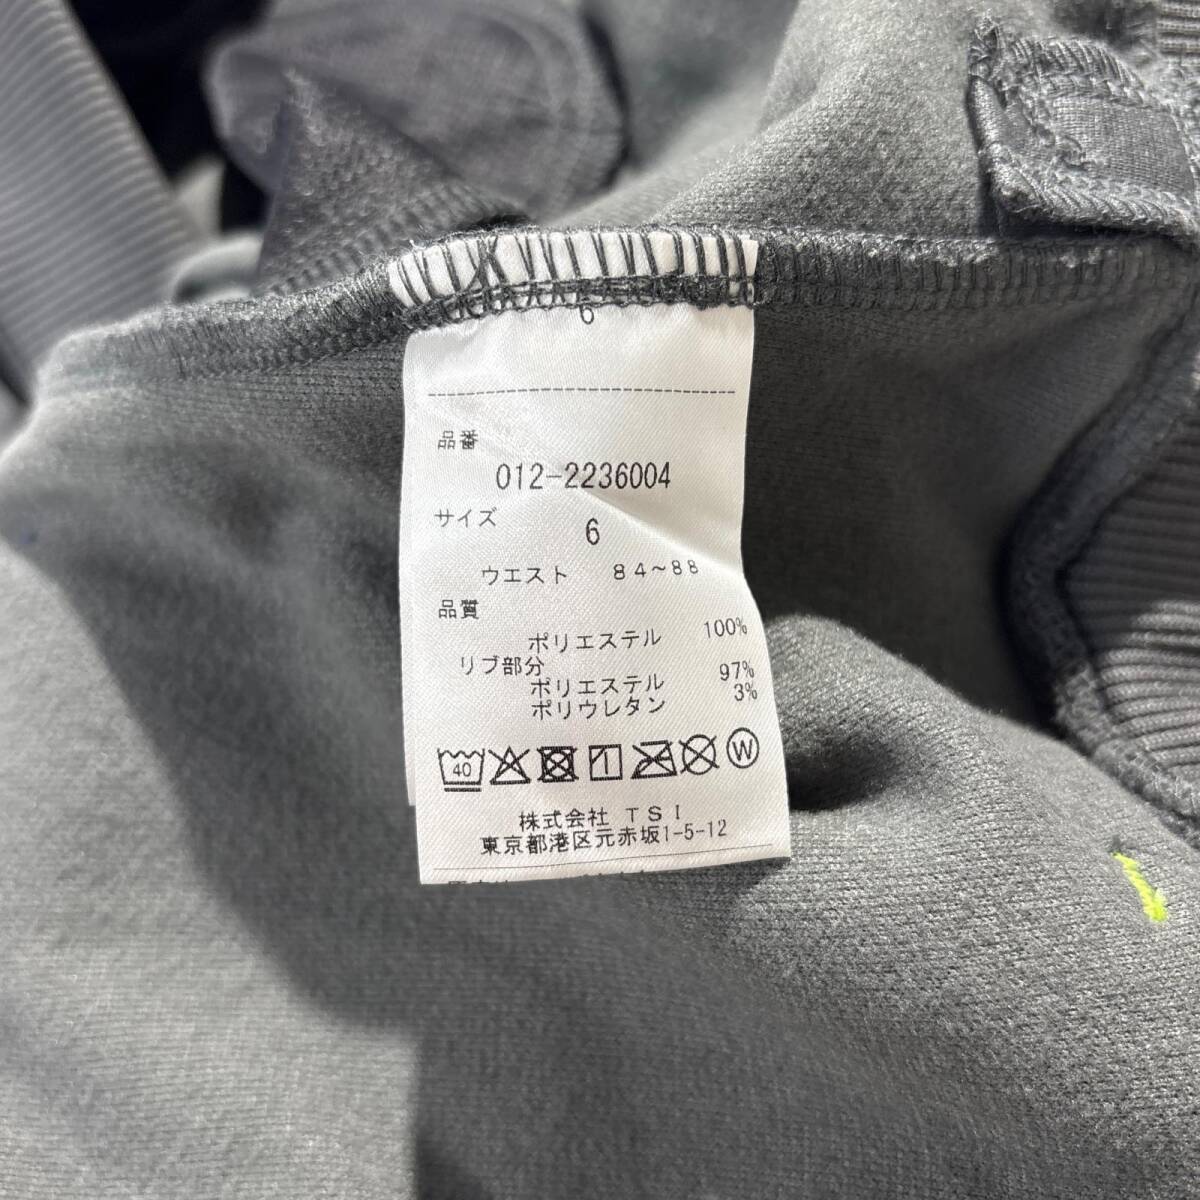 6
品番
012-2236004
サイズ
6
ウエスト 84～88
品質
ポリエステル 100%
リブ部分
ポリエステル 97%
ポリウレタン 3%
40 W
株式会社 TSI
東京都港区元赤坂1-5-12